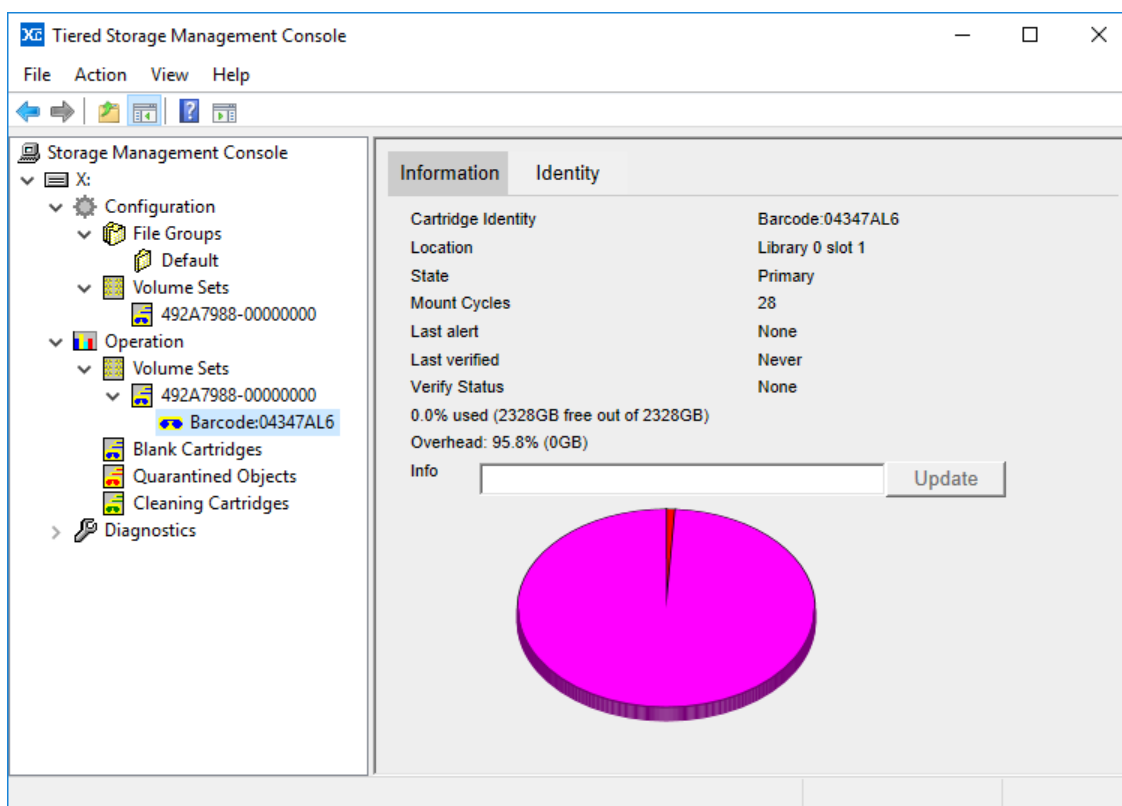 XC Tiered Storage Management Console
File Action View Help
Storage Management Console
X:
Configuration
File Groups
Default
Volume Sets
492A7988-00000000
Operation
Volume Sets
492A7988-00000000
Barcode:04347AL6
Blank Cartridges
Quarantined Objects
Cleaning Cartridges
Diagnostics
Information Identity
Cartridge Identity Barcode:04347AL6
Location Library 0 slot 1
State Primary
Mount Cycles 28
Last alert None
Last verified Never
Verify Status None
0.0% used (2328GB free out of 2328GB)
Overhead: 95.8% (0GB)
Info Update